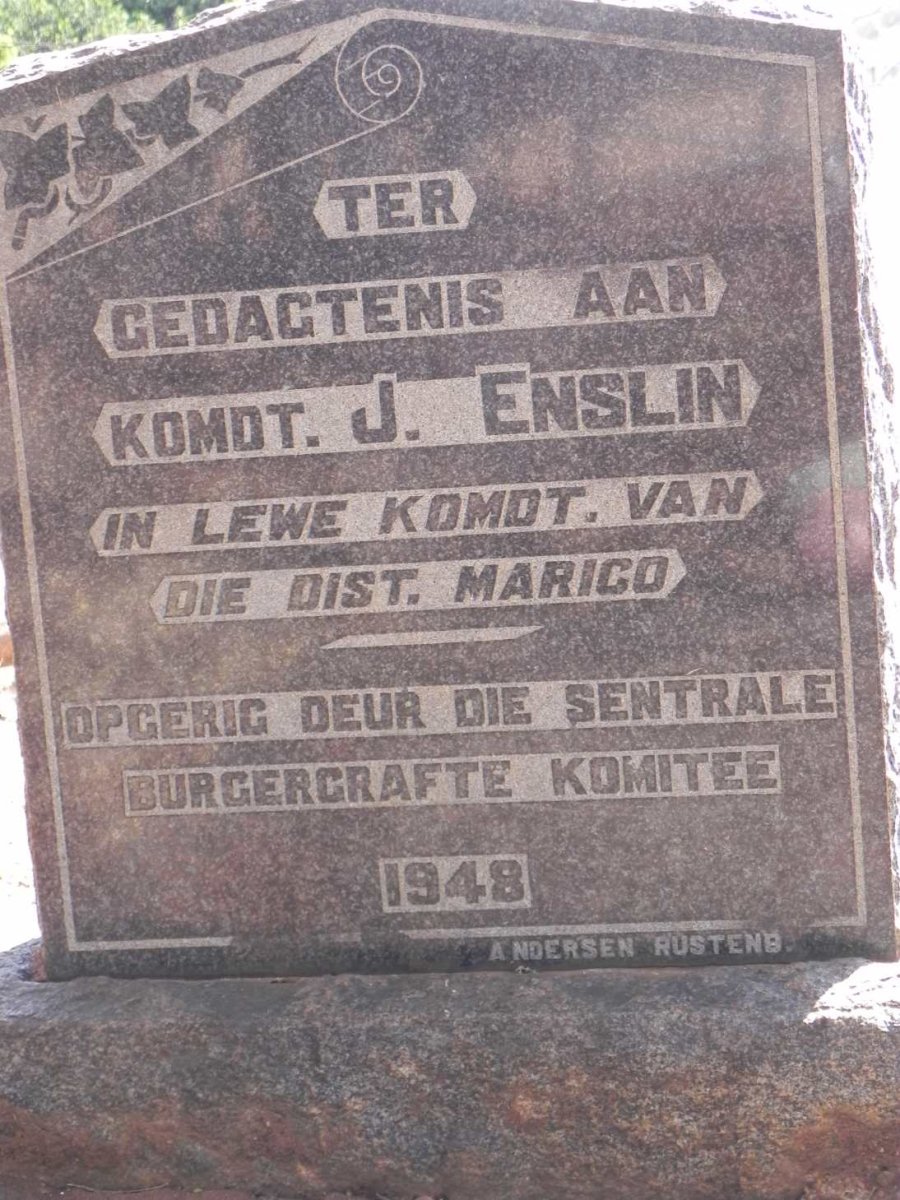 TER
GEDAGTENIS AAN
KOMDT. J. ENSLIN
IN LEWE KOMDT. VAN
DIE DIST. MARICO
OPGERIG DEUR DIE SENTRALE
BURGERGRAFTE KOMITEE
1948
ANDERSEN RUSTENB.